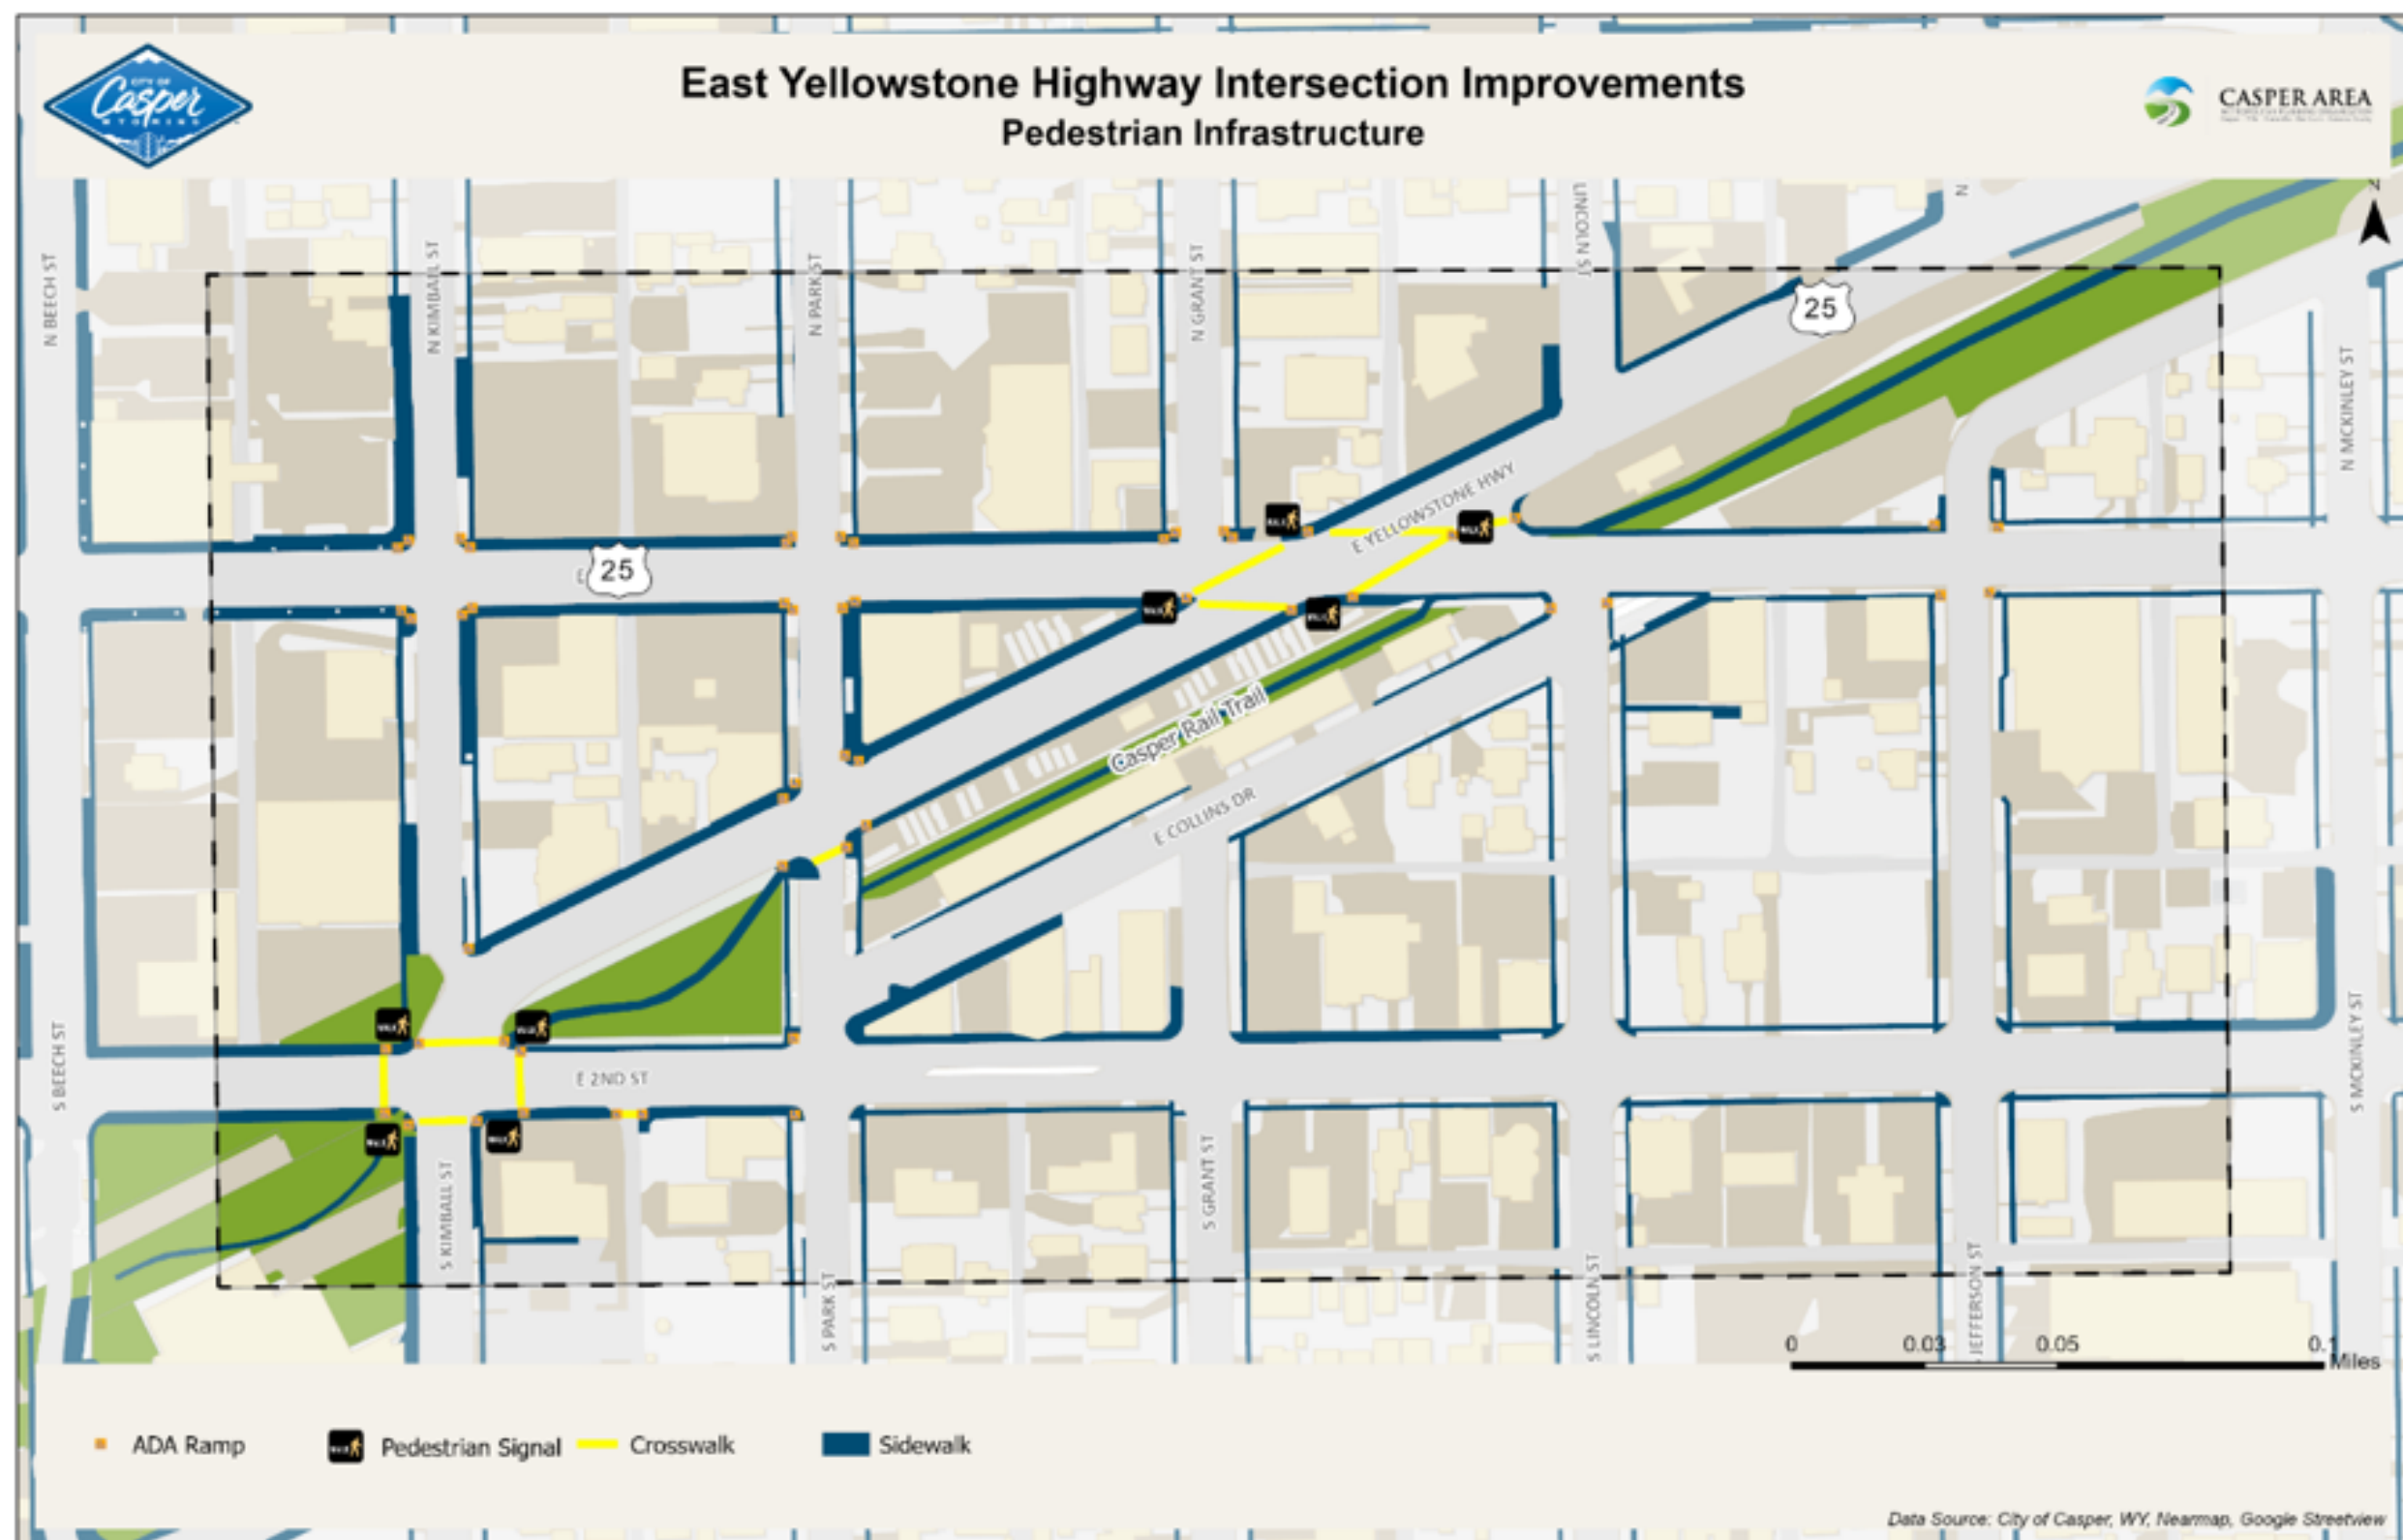 East Yellowstone Highway Intersection Improvements
Pedestrian Infrastructure
CITY OF
Casper
WYOMING
CASPER AREA
N BEECH ST
N KIMBALL ST
N PARK ST
N GRANT ST
LINCOLN ST
N
25
N MCKINLEY ST
E YELLOWSTONE HWY
E
25
Casper Rail Trail
E COLLINS DR
S BEECH ST
E 2ND ST
S MCKINLEY ST
S KIMBALL ST
S PARK ST
S GRANT ST
S LINCOLN ST
JEFFERSON ST
0 0.03 0.05 0.1
Miles
ADA Ramp
Pedestrian Signal
Crosswalk
Sidewalk
Data Source: City of Casper, WY, Nearmap, Google Streetview